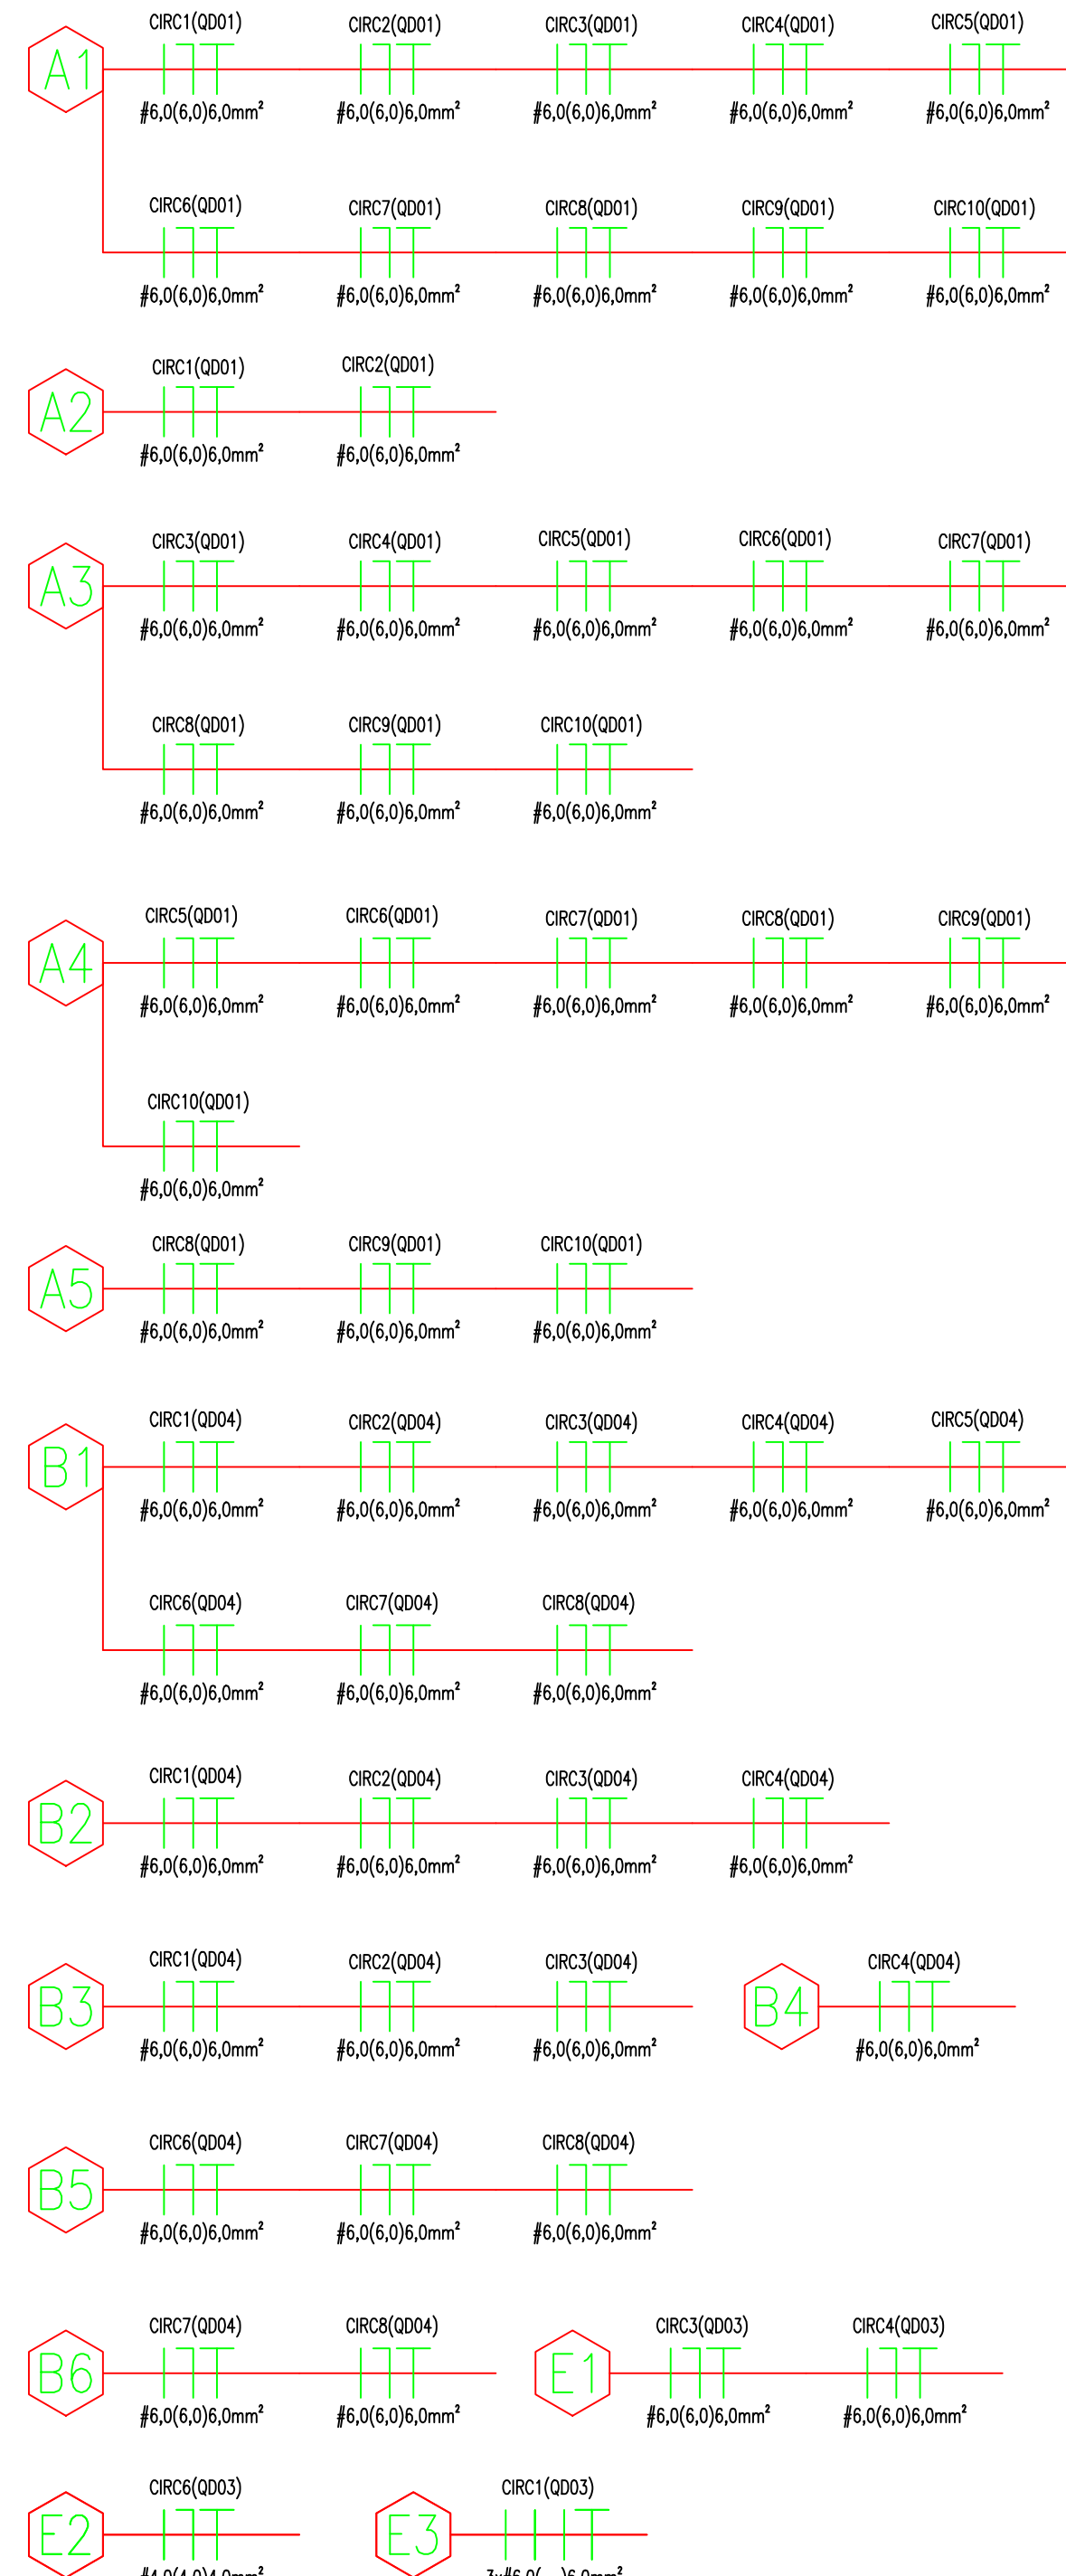 CIRC1(QD01) CIRC2(QD01) CIRC3(QD01) CIRC4(QD01) CIRC5(QD01)
A1
#6,0(6,0)6,0mm² #6,0(6,0)6,0mm² #6,0(6,0)6,0mm² #6,0(6,0)6,0mm² #6,0(6,0)6,0mm²
CIRC6(QD01) CIRC7(QD01) CIRC8(QD01) CIRC9(QD01) CIRC10(QD01)
#6,0(6,0)6,0mm² #6,0(6,0)6,0mm² #6,0(6,0)6,0mm² #6,0(6,0)6,0mm² #6,0(6,0)6,0mm²
CIRC1(QD01) CIRC2(QD01)
A2
#6,0(6,0)6,0mm² #6,0(6,0)6,0mm²
CIRC3(QD01) CIRC4(QD01) CIRC5(QD01) CIRC6(QD01) CIRC7(QD01)
A3
#6,0(6,0)6,0mm² #6,0(6,0)6,0mm² #6,0(6,0)6,0mm² #6,0(6,0)6,0mm² #6,0(6,0)6,0mm²
CIRC8(QD01) CIRC9(QD01) CIRC10(QD01)
#6,0(6,0)6,0mm² #6,0(6,0)6,0mm² #6,0(6,0)6,0mm²
CIRC5(QD01) CIRC6(QD01) CIRC7(QD01) CIRC8(QD01) CIRC9(QD01)
A4
#6,0(6,0)6,0mm² #6,0(6,0)6,0mm² #6,0(6,0)6,0mm² #6,0(6,0)6,0mm² #6,0(6,0)6,0mm²
CIRC10(QD01)
#6,0(6,0)6,0mm²
CIRC8(QD01) CIRC9(QD01) CIRC10(QD01)
A5
#6,0(6,0)6,0mm² #6,0(6,0)6,0mm² #6,0(6,0)6,0mm²
CIRC1(QD04) CIRC2(QD04) CIRC3(QD04) CIRC4(QD04) CIRC5(QD04)
B1
#6,0(6,0)6,0mm² #6,0(6,0)6,0mm² #6,0(6,0)6,0mm² #6,0(6,0)6,0mm² #6,0(6,0)6,0mm²
CIRC6(QD04) CIRC7(QD04) CIRC8(QD04)
#6,0(6,0)6,0mm² #6,0(6,0)6,0mm² #6,0(6,0)6,0mm²
CIRC1(QD04) CIRC2(QD04) CIRC3(QD04) CIRC4(QD04)
B2
#6,0(6,0)6,0mm² #6,0(6,0)6,0mm² #6,0(6,0)6,0mm² #6,0(6,0)6,0mm²
CIRC1(QD04) CIRC2(QD04) CIRC3(QD04) CIRC4(QD04)
B3 B4
#6,0(6,0)6,0mm² #6,0(6,0)6,0mm² #6,0(6,0)6,0mm² #6,0(6,0)6,0mm²
CIRC6(QD04) CIRC7(QD04) CIRC8(QD04)
B5
#6,0(6,0)6,0mm² #6,0(6,0)6,0mm² #6,0(6,0)6,0mm²
CIRC7(QD04) CIRC8(QD04) CIRC3(QD03) CIRC4(QD03)
B6 E1
#6,0(6,0)6,0mm² #6,0(6,0)6,0mm² #6,0(6,0)6,0mm² #6,0(6,0)6,0mm²
CIRC6(QD03) CIRC1(QD03)
E2 E3
#4,0(4,0)4,0mm²